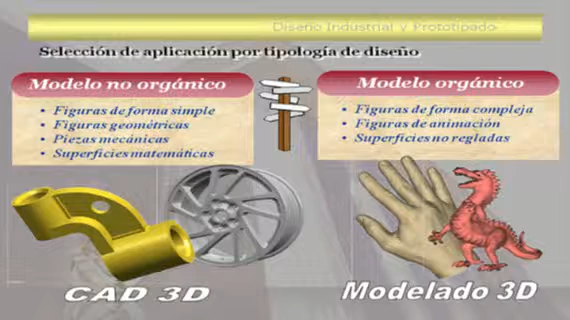 Diseño Industrial y Prototipado
Selección de aplicación por tipología de diseño
Modelo no orgánico
• Figuras de forma simple
• Figuras geométricas
• Piezas mecánicas
• Superficies matemáticas
Modelo orgánico
• Figuras de forma compleja
• Figuras de animación
• Superficies no regladas
CAD 3D
Modelado 3D